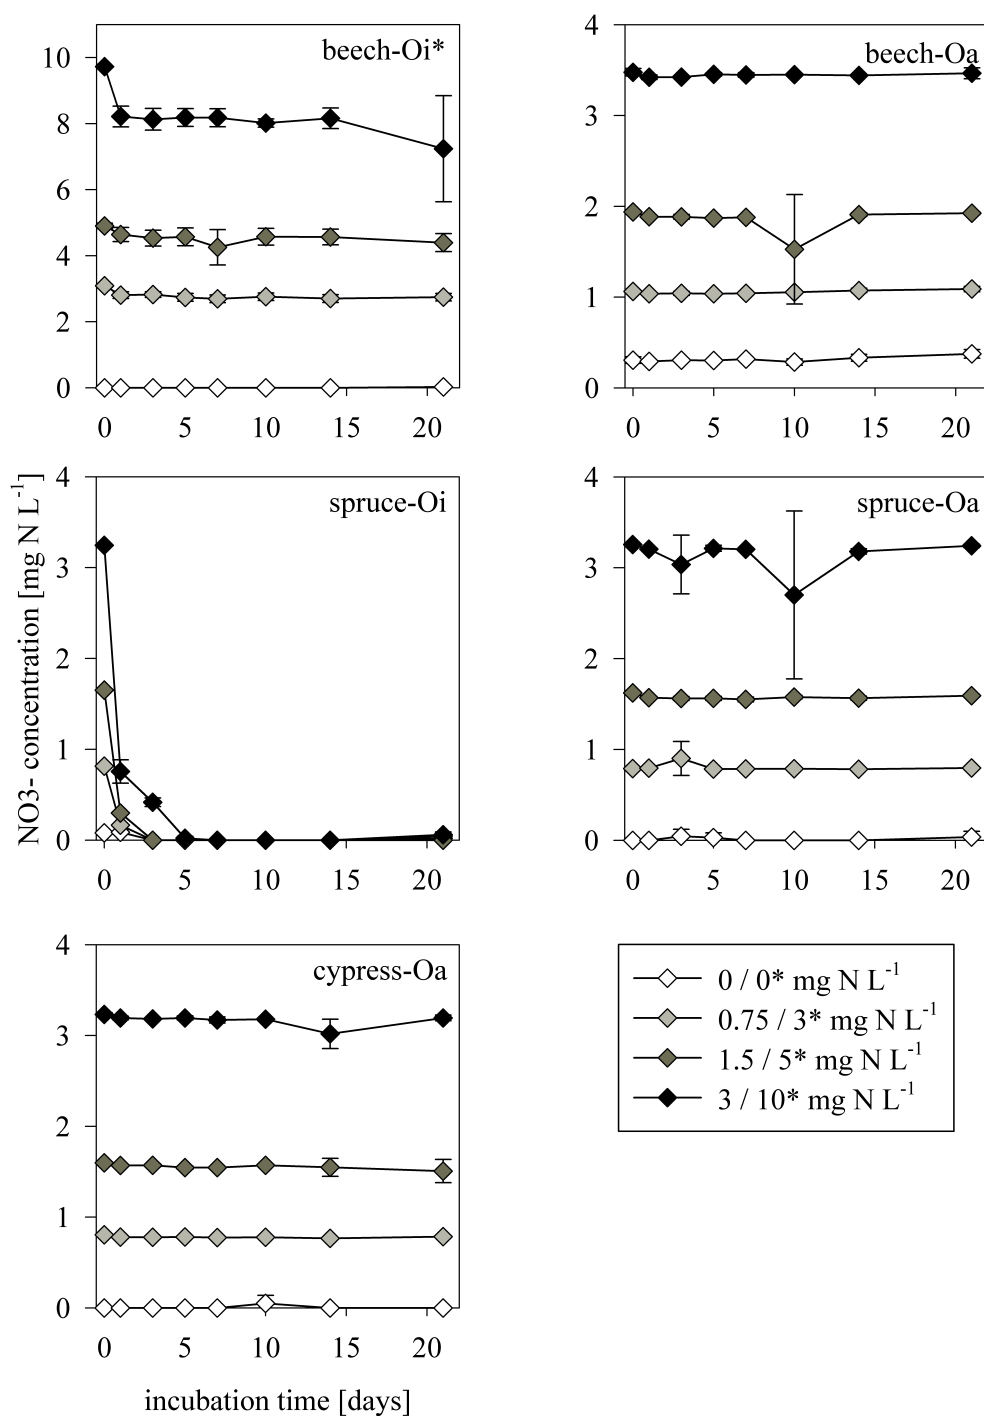 beech-Oi*
10
8
6
4
2
0
0 5 10 15 20
beech-Oa
4
3
2
1
0
0 5 10 15 20
NO3- concentration [mg N L-1]
spruce-Oi
4
3
2
1
0
0 5 10 15 20
spruce-Oa
4
3
2
1
0
0 5 10 15 20
cypress-Oa
4
3
2
1
0
0 5 10 15 20
incubation time [days]
0 / 0* mg N L-1
0.75 / 3* mg N L-1
1.5 / 5* mg N L-1
3 / 10* mg N L-1